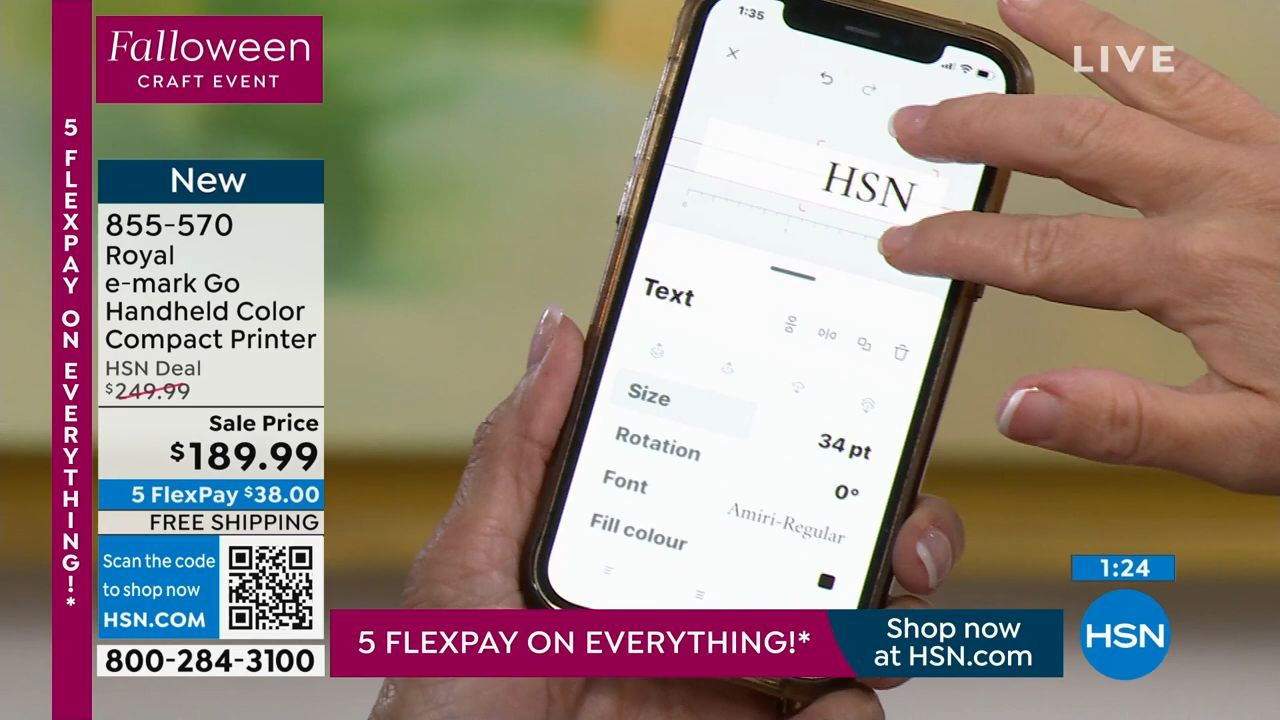 Falloween
CRAFT EVENT
5 FLEXPAY ON EVERYTHING!*
New
855-570
Royal
e-mark Go
Handheld Color
Compact Printer
HSN Deal
$249.99
Sale Price
$189.99
5 FlexPay $38.00
FREE SHIPPING
Scan the code
to shop now
HSN.COM
800-284-3100
1:35
HSN
Text
Size
34 pt
Rotation
0°
Font
Amiri-Regular
Fill colour
LIVE
1:24
HSN
5 FLEXPAY ON EVERYTHING!*
Shop now
at HSN.com